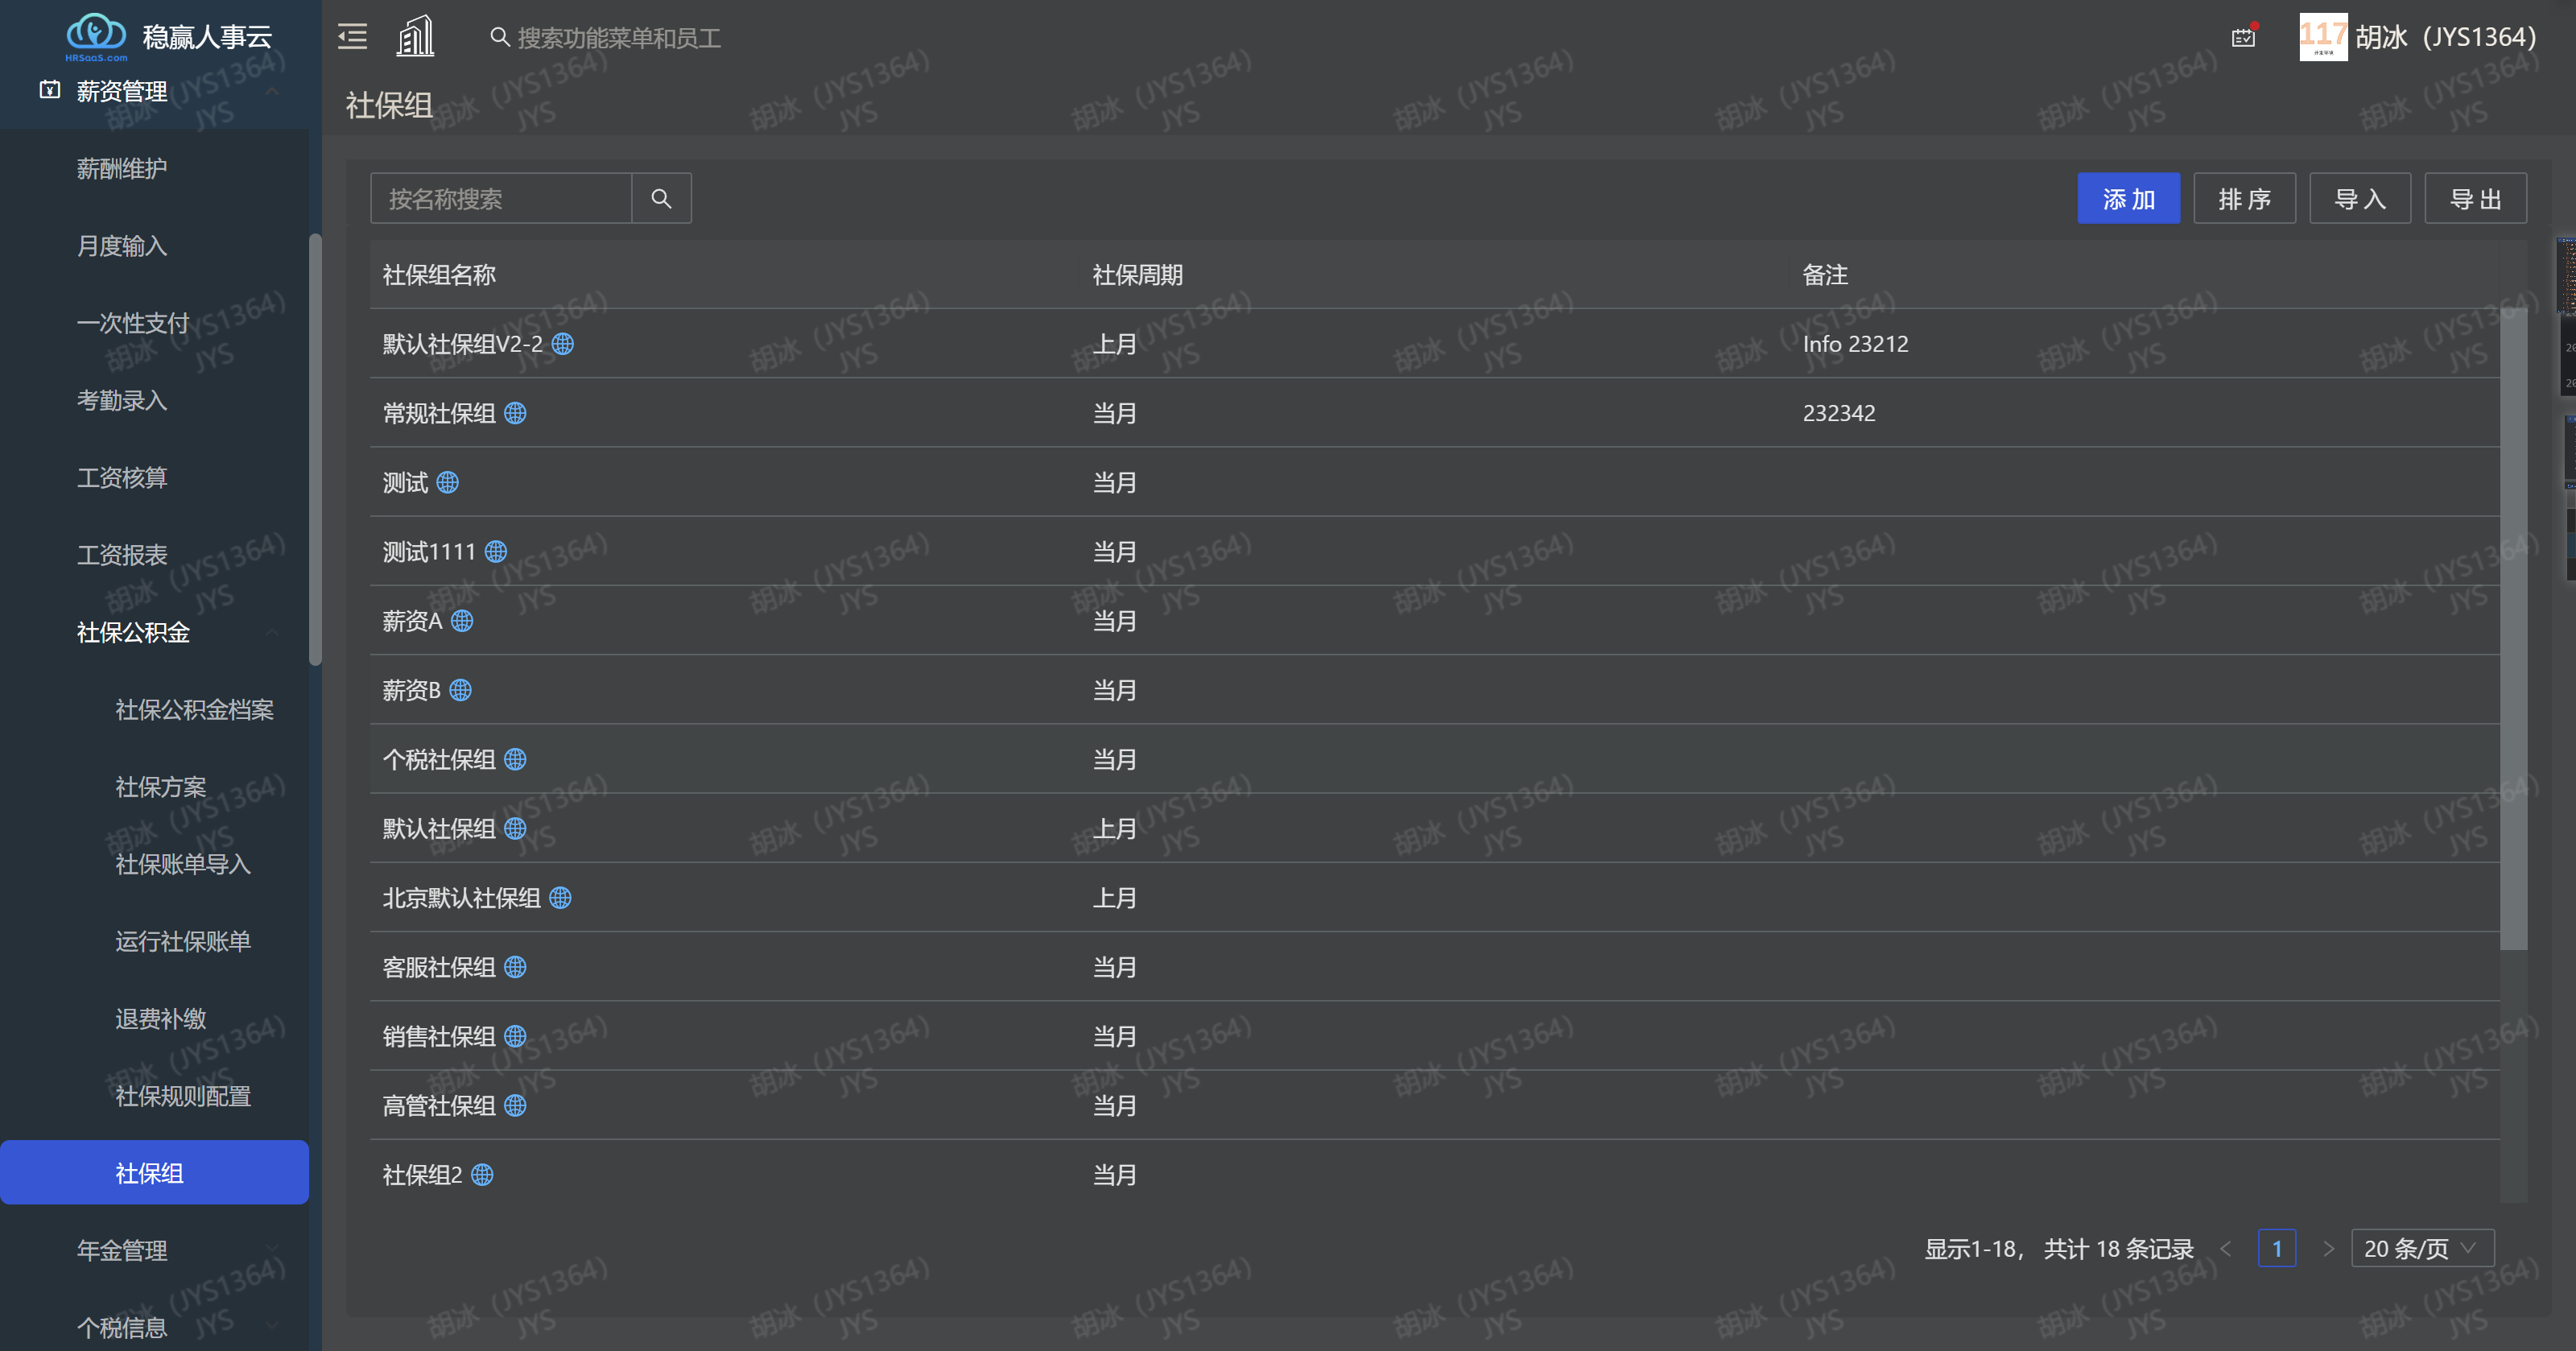 稳赢人事云
HRSaaS.com
搜索功能菜单和员工
117
胡冰（JYS1364）
薪资管理
薪酬维护
月度输入
一次性支付
考勤录入
工资核算
工资报表
社保公积金
社保公积金档案
社保方案
社保账单导入
运行社保账单
退费补缴
社保规则配置
社保组
年金管理
个税信息
社保组
按名称搜索
添加 排序 导入 导出
社保组名称 社保周期 备注
默认社保组V2-2 上月 Info 23212
常规社保组 当月 232342
测试 当月
测试1111 当月
薪资A 当月
薪资B 当月
个税社保组 当月
默认社保组 上月
北京默认社保组 上月
客服社保组 当月
销售社保组 当月
高管社保组 当月
社保组2 当月
显示1-18， 共计 18 条记录 1 20 条/页
胡冰（JYS1364）
JYS